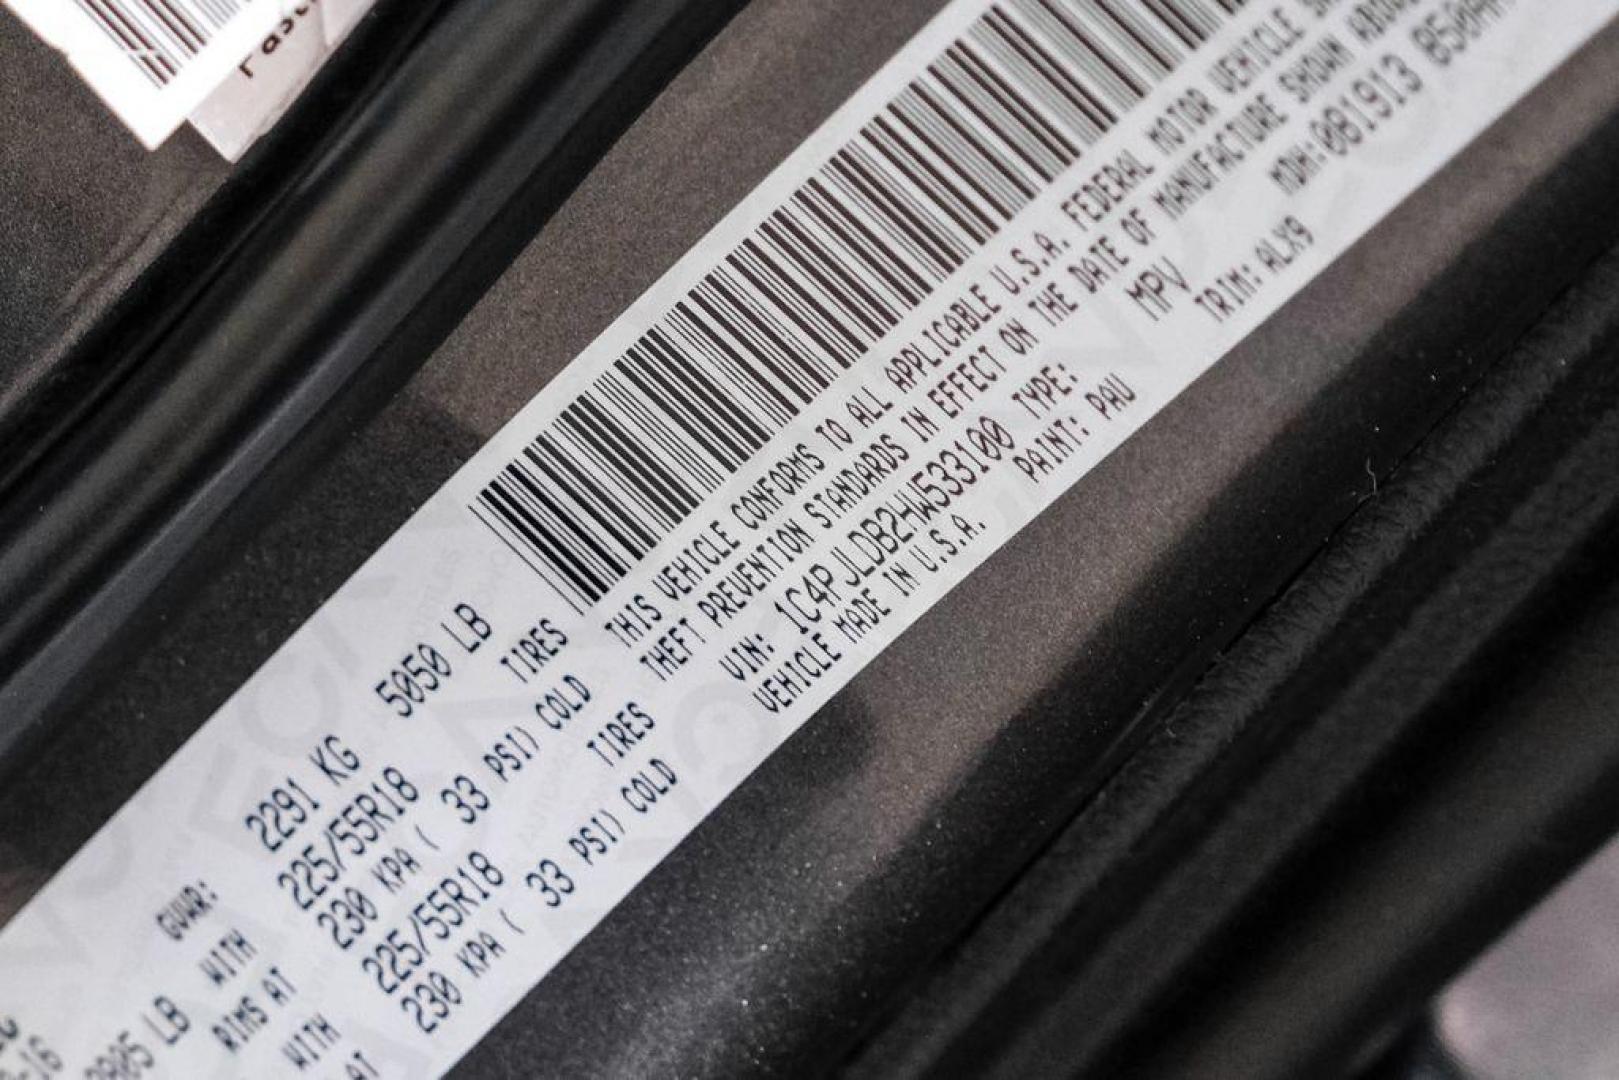 GVWR: 2291 KG 5050 LB
WITH 225/55R18 TIRES
RIMS AT 230 KPA ( 33 PSI) COLD
LB WITH 225/55R18 TIRES
AT 230 KPA ( 33 PSI) COLD
THIS VEHICLE CONFORMS TO ALL APPLICABLE U.S.A. FEDERAL MOTOR VEHICLE
THEFT PREVENTION STANDARDS IN EFFECT ON THE DATE OF MANUFACTURE SHOWN
VIN: 1C4PJLDB2HW533100 TYPE: MPV MDH: 081913
VEHICLE MADE IN U.S.A. PAINT: PAU TRIM: ALX9